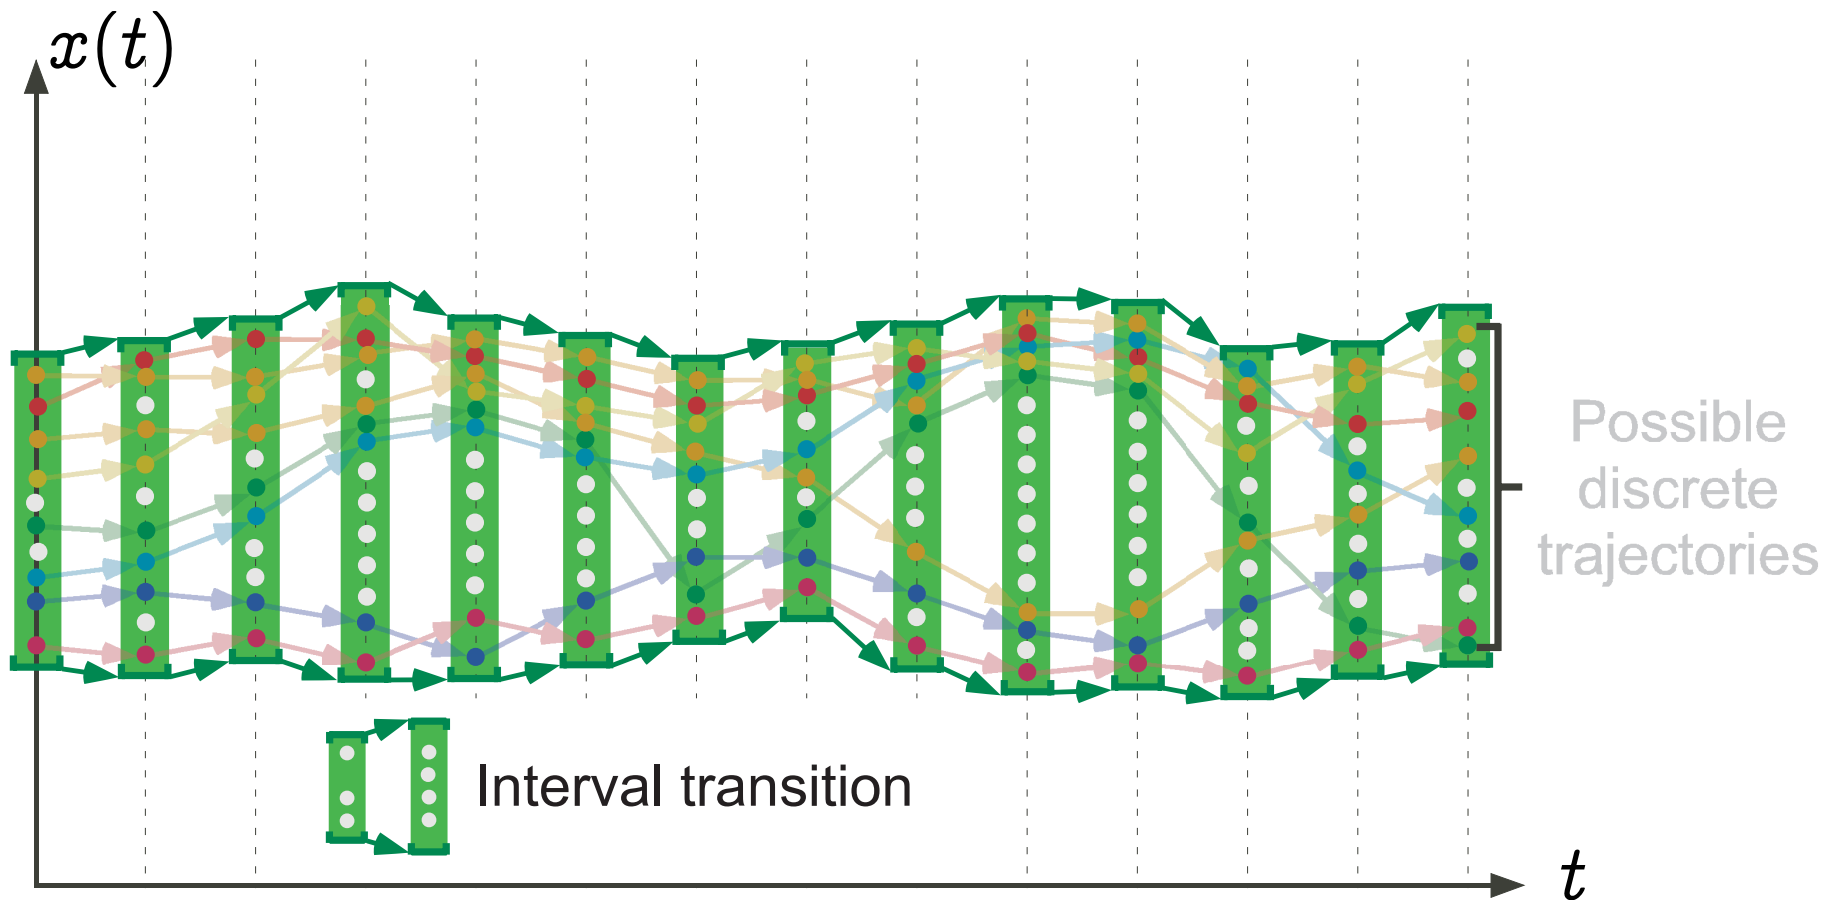 x(t)
Possible
discrete
trajectories
Interval transition
t